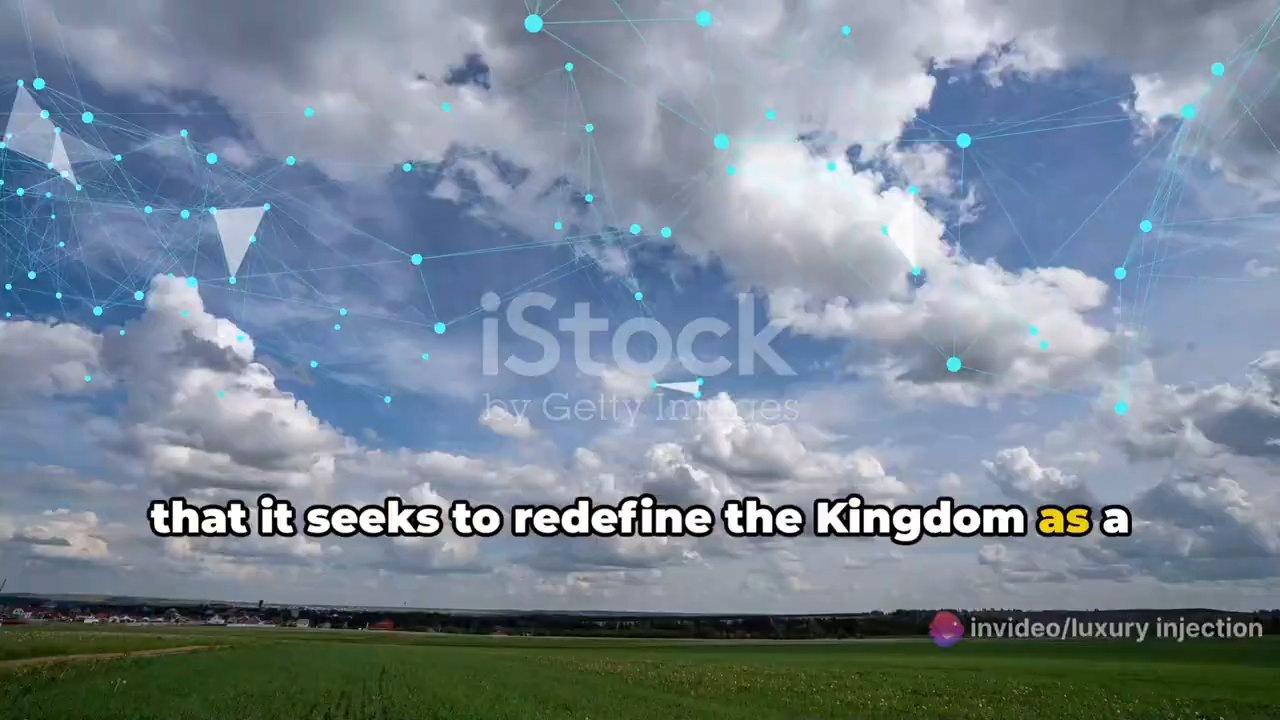 iStock
by Getty Images
that it seeks to redefine the Kingdom as a
invideo/luxury injection